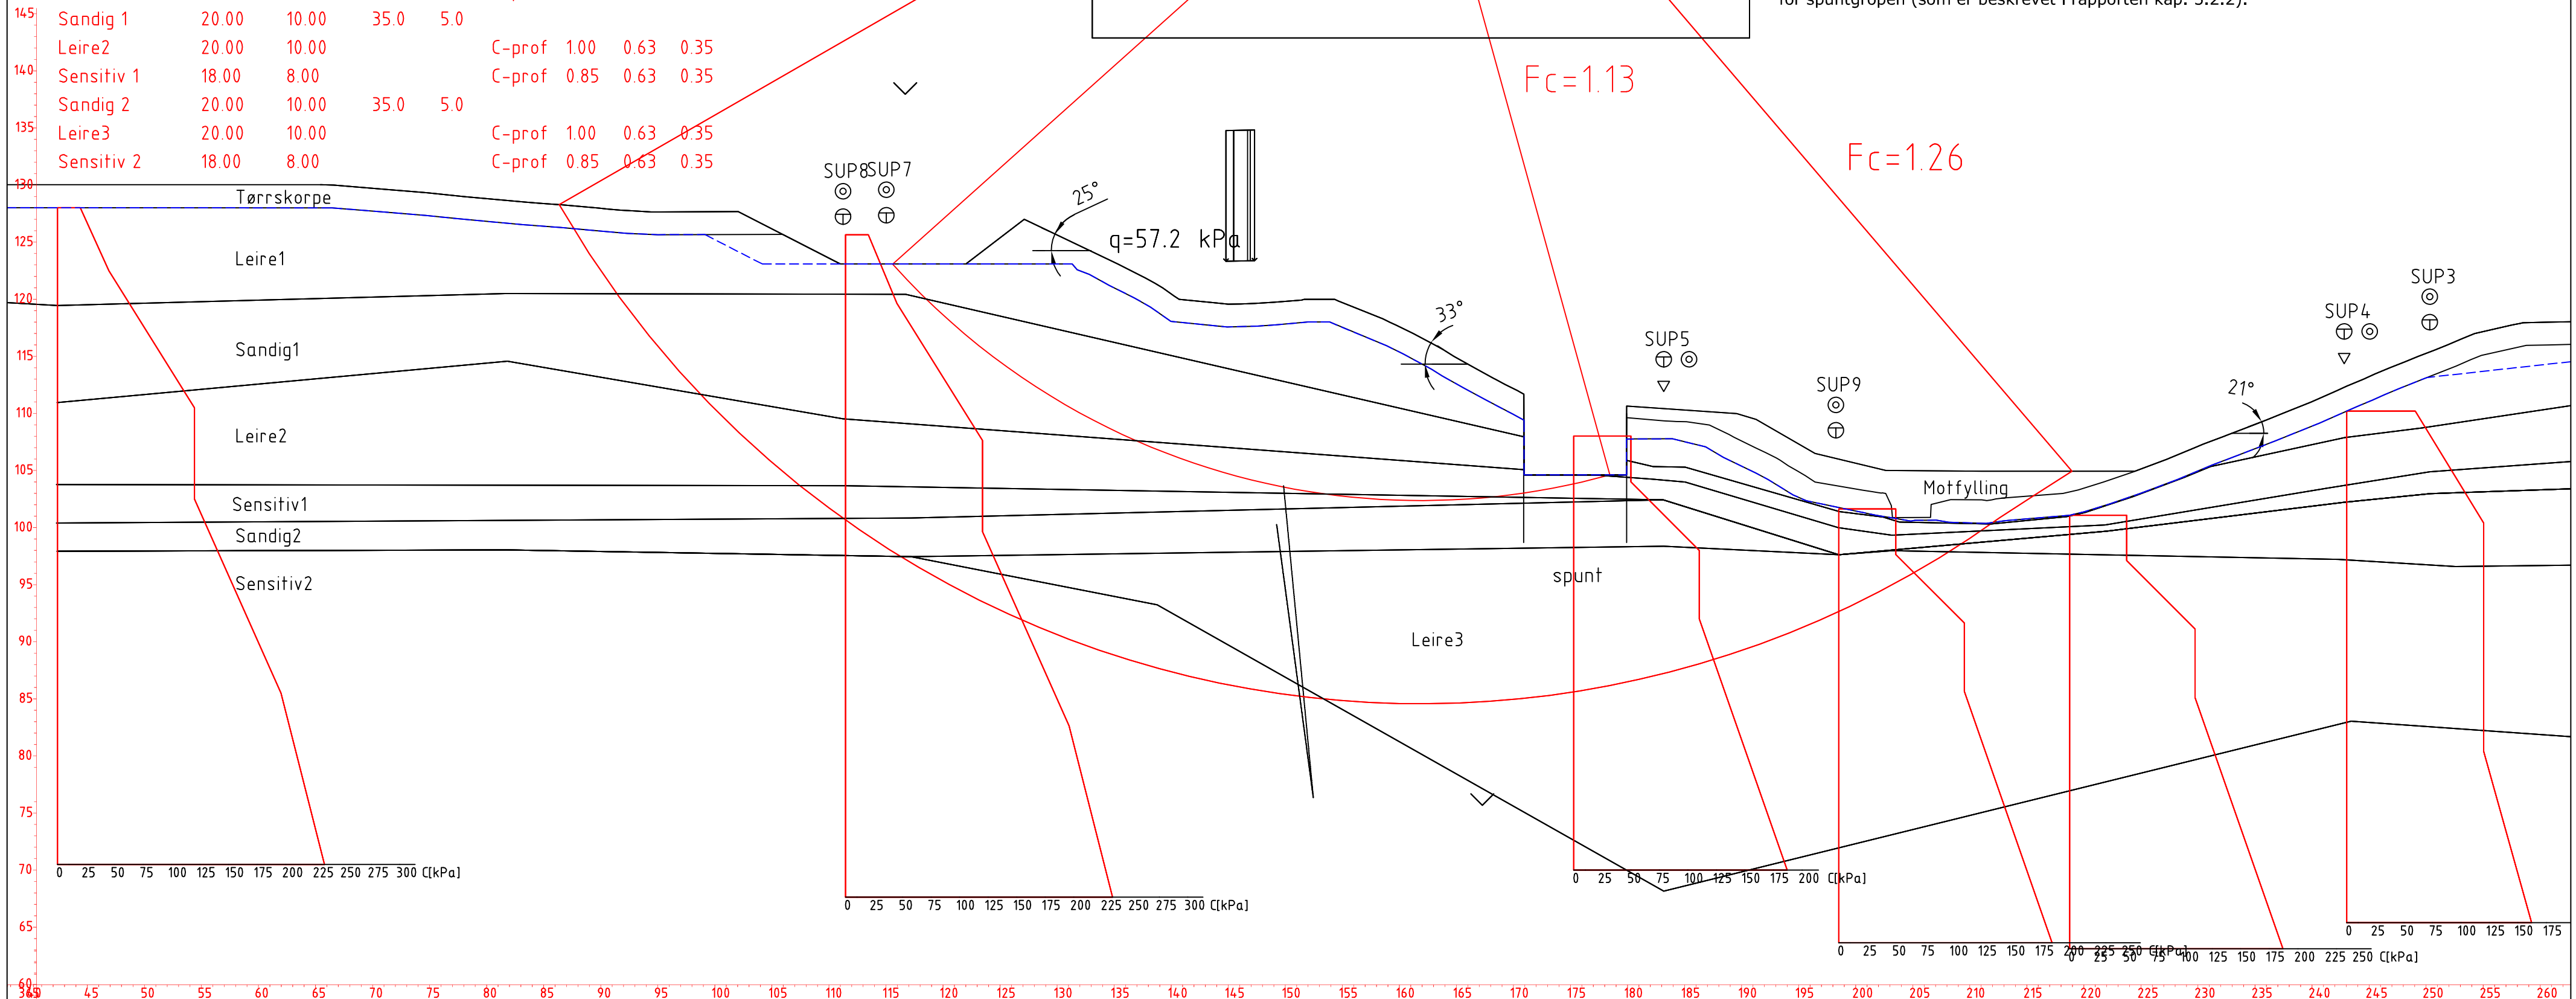 for spuntgropen (som er beskrevet i rapporten kap. 5.2.2).
Sandig 1 20.00 10.00 35.0 5.0
Leire2 20.00 10.00 C-prof 1.00 0.63 0.35
Sensitiv 1 18.00 8.00 C-prof 0.85 0.63 0.35
Sandig 2 20.00 10.00 35.0 5.0
Leire3 20.00 10.00 C-prof 1.00 0.63 0.35
Sensitiv 2 18.00 8.00 C-prof 0.85 0.63 0.35
Fc=1.13
Fc=1.26
145
140
135
130
125
120
115
110
105
100
95
90
85
80
75
70
65
60
SUP8 SUP7
25°
q=57.2 kPa
33°
SUP5
SUP9
SUP4
SUP3
21°
Tørrskorpe
Leire1
Sandig1
Leire2
Sensitiv1
Sandig2
Sensitiv2
Motfylling
spunt
Leire3
0 25 50 75 100 125 150 175 200 225 250 275 300 C[kPa]
0 25 50 75 100 125 150 175 200 225 250 275 300 C[kPa]
0 25 50 75 100 125 150 175 200 C[kPa]
0 25 50 75 100 125 150 175 200 225 250 C[kPa]
0 25 50 75 100 125 150 175 200 225 250 C[kPa]
0 25 50 75 100 125 150 175
45 50 55 60 65 70 75 80 85 90 95 100 105 110 115 120 125 130 135 140 145 150 155 160 165 170 175 180 185 190 195 200 205 210 215 220 225 230 235 240 245 250 255 260